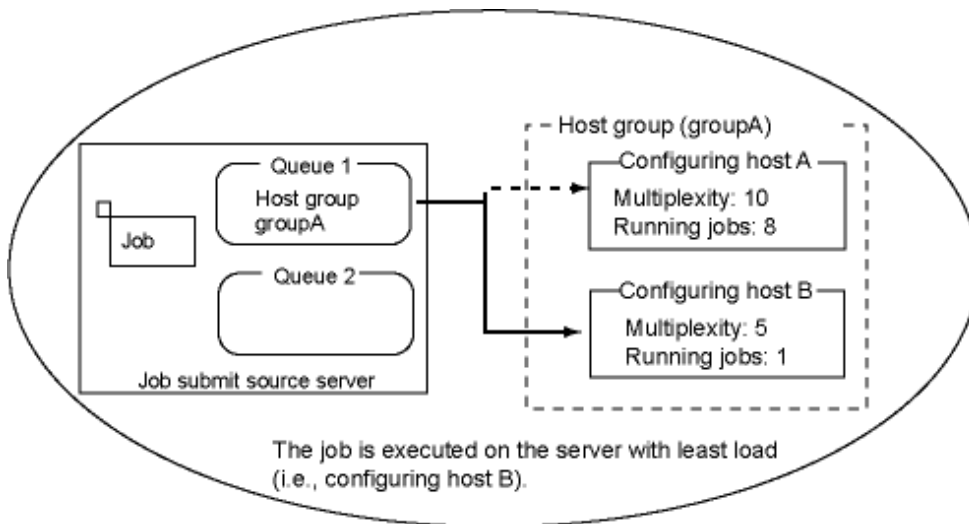 Host group (groupA)
Queue 1
Host group
groupA
Job
Queue 2
Job submit source server
Configuring host A
Multiplexity: 10
Running jobs: 8
Configuring host B
Multiplexity: 5
Running jobs: 1
The job is executed on the server with least load
(i.e., configuring host B).